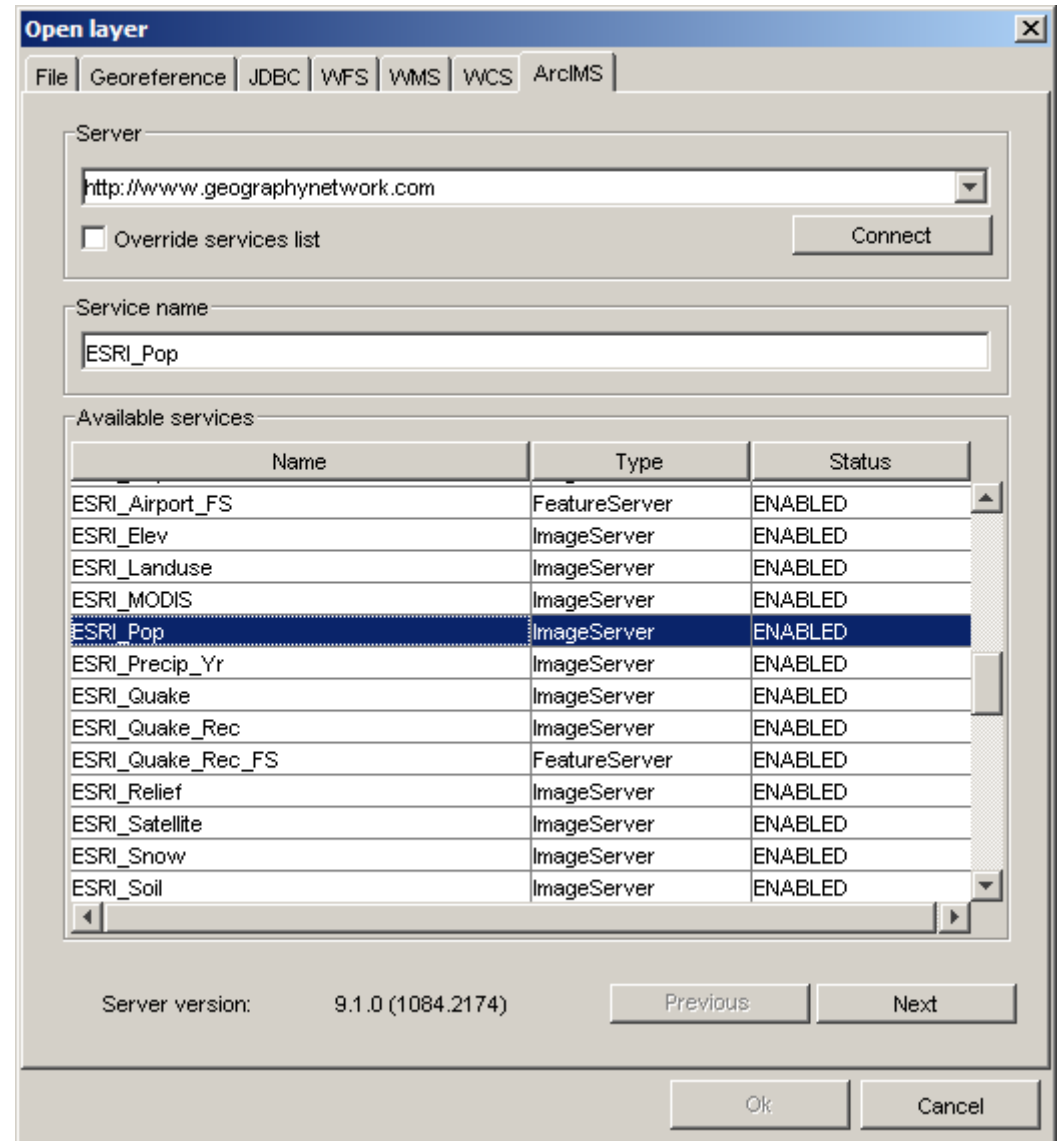 Open layer
File Georeference JDBC WFS WMS WCS ArcIMS
Server
http://www.geographynetwork.com
Override services list Connect
Service name
ESRI_Pop
Available services
Name Type Status
ESRI_Airport_FS FeatureServer ENABLED
ESRI_Elev ImageServer ENABLED
ESRI_Landuse ImageServer ENABLED
ESRI_MODIS ImageServer ENABLED
ESRI_Pop ImageServer ENABLED
ESRI_Precip_Yr ImageServer ENABLED
ESRI_Quake ImageServer ENABLED
ESRI_Quake_Rec ImageServer ENABLED
ESRI_Quake_Rec_FS FeatureServer ENABLED
ESRI_Relief ImageServer ENABLED
ESRI_Satellite ImageServer ENABLED
ESRI_Snow ImageServer ENABLED
ESRI_Soil ImageServer ENABLED
Server version: 9.1.0 (1084.2174) Previous Next
Ok Cancel